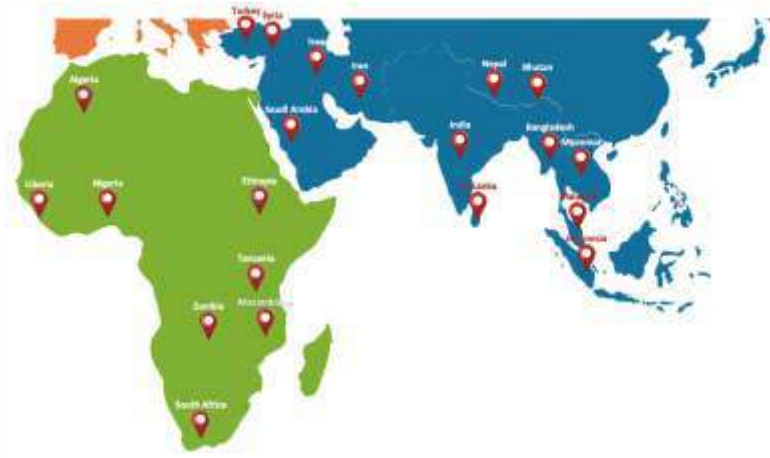 Turkey
Syria
Iraq
Iran
Algeria
Nepal
Bhutan
Saudi Arabia
India
Bangladesh
Myanmar
Liberia
Nigeria
Ethiopia
Lanka
Tanzania
Zambia
South Africa